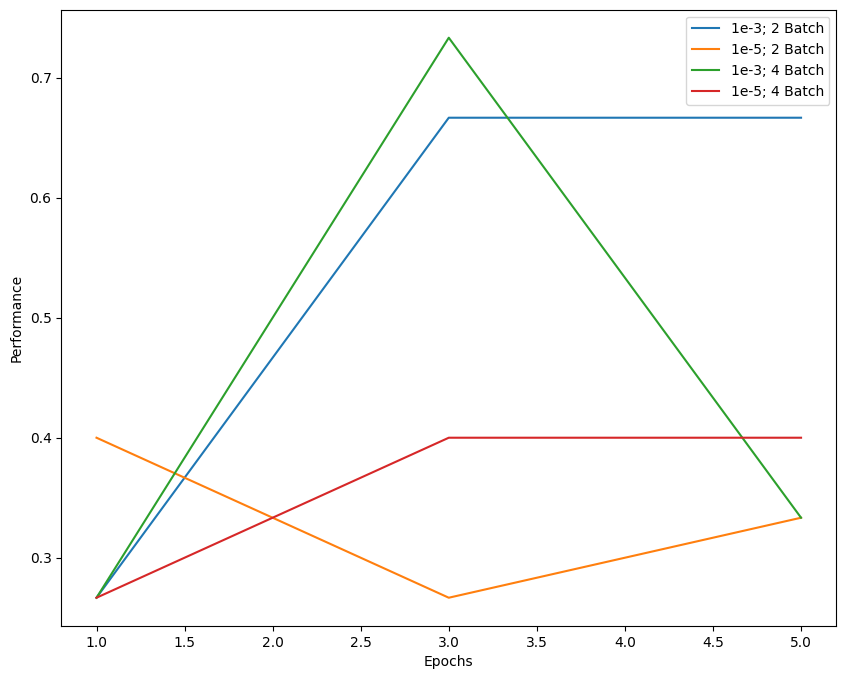 1e-3; 2 Batch
1e-5; 2 Batch
1e-3; 4 Batch
1e-5; 4 Batch
0.7
0.6
0.5
0.4
0.3
Performance
1.0 1.5 2.0 2.5 3.0 3.5 4.0 4.5 5.0
Epochs